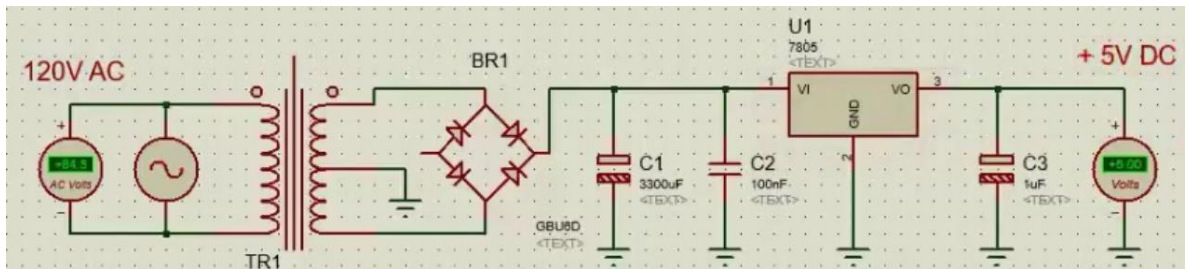 120V AC
+84.5
AC Volts
TR1
BR1
GBU6D
<TEXT>
C1
3300uF
<TEXT>
C2
100nF
<TEXT>
U1
7805
<TEXT>
1
VI
VO
3
GND
2
C3
1uF
<TEXT>
+ 5V DC
+5.00
Volts